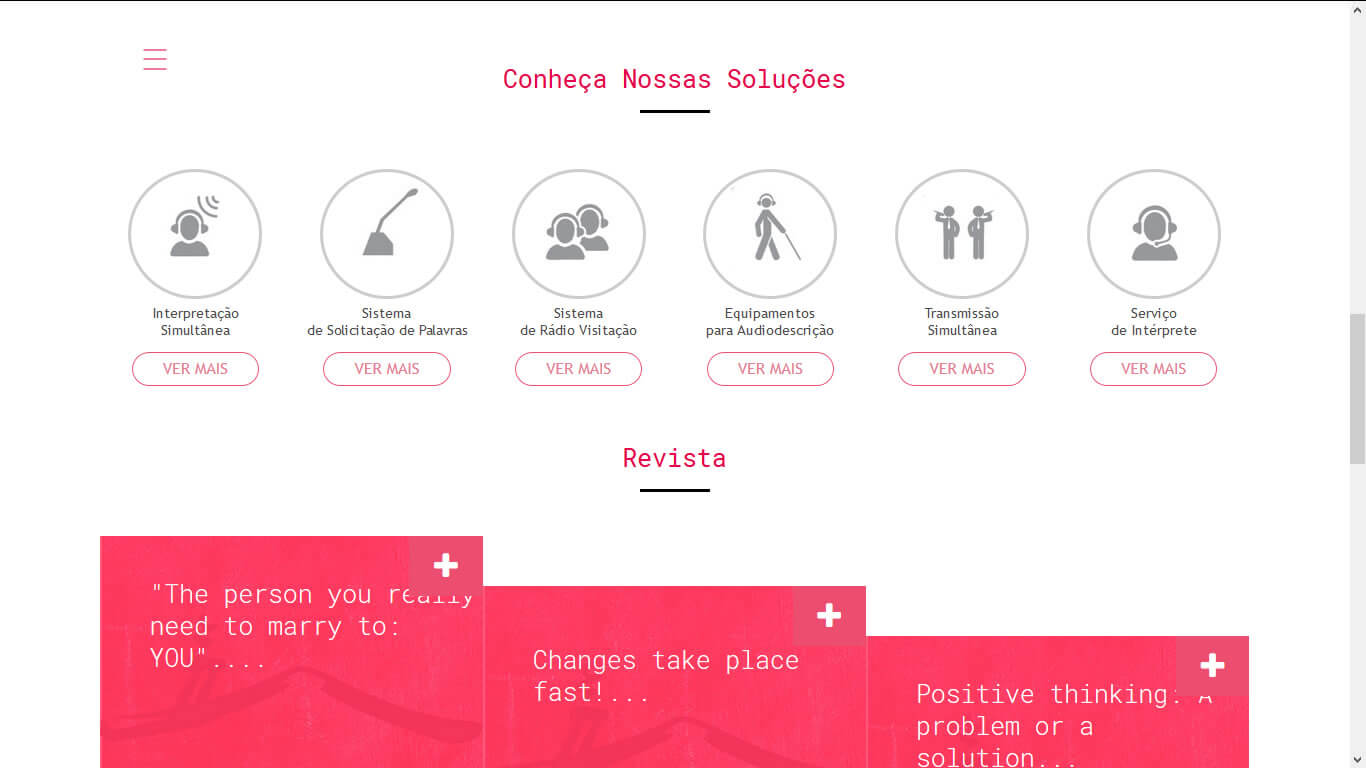 Conheça Nossas Soluções
Interpretação
Simultânea
VER MAIS
Sistema
de Solicitação de Palavras
VER MAIS
Sistema
de Rádio Visitação
VER MAIS
Equipamentos
para Audiodescrição
VER MAIS
Transmissão
Simultânea
VER MAIS
Serviço
de Intérprete
VER MAIS
Revista
"The person you really
need to marry to:
YOU"....
Changes take place
fast!...
Positive thinking: A
problem or a
solution...